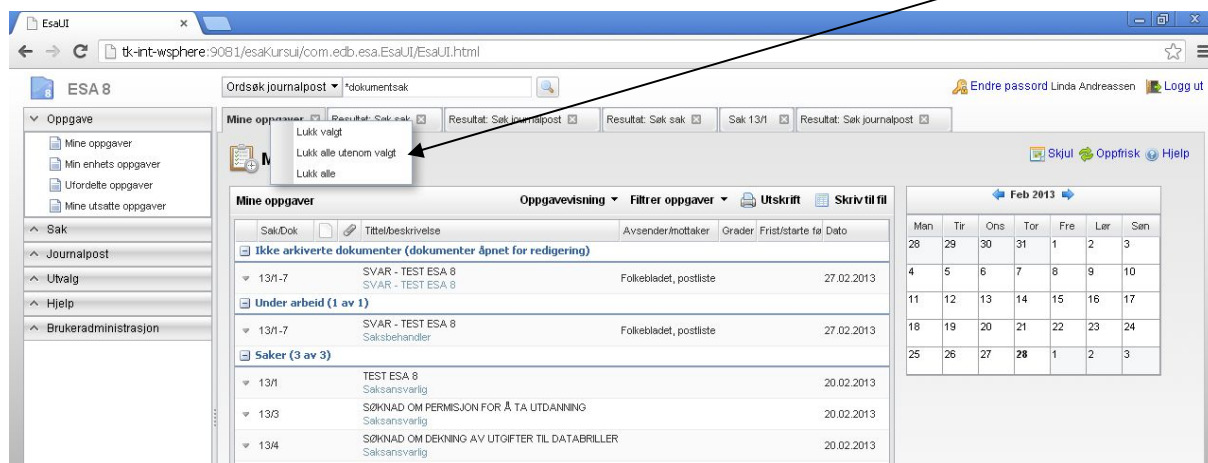 EsaUI
tk-int-wsphere:9081/esaKursui/com.edb.esa.EsaUI/EsaUI.html
ESA 8
Ordsøk journalpost *dokumentsak
Endre passord Linda Andreassen Logg ut
Oppgave
Mine oppgaver
Min enhets oppgaver
Ufordelte oppgaver
Mine utsatte oppgaver
Sak
Journalpost
Utvalg
Hjelp
Brukeradministrasjon
Mine oppgaver Resultat: Søk sak Resultat: Søk journalpost Resultat: Søk sak Sak 13/1 Resultat: Søk journalpost
Lukk valgt
Lukk alle utenom valgt
Lukk alle
Skjul Oppfrisk Hjelp
Mine oppgaver Oppgavevisning Filtrer oppgaver Utskrift Skriv til fil
Sak/Dok Tittel/beskrivelse Avsender/mottaker Grader Frist/starte fø Dato
Ikke arkiverte dokumenter (dokumenter åpnet for redigering)
13/1-7 SVAR - TEST ESA 8 Folkebladet, postliste 27.02.2013
SVAR - TEST ESA 8
Under arbeid (1 av 1)
13/1-7 SVAR - TEST ESA 8 Folkebladet, postliste 27.02.2013
Saksbehandler
Saker (3 av 3)
13/1 TEST ESA 8 20.02.2013
Saksansvarlig
13/3 SØKNAD OM PERMISJON FOR Å TA UTDANNING 20.02.2013
Saksansvarlig
13/4 SØKNAD OM DEKNING AV UTGIFTER TIL DATABRILLER 20.02.2013
Saksansvarlig
Feb 2013
Man Tir Ons Tor Fre Lør Søn
28 29 30 31 1 2 3
4 5 6 7 8 9 10
11 12 13 14 15 16 17
18 19 20 21 22 23 24
25 26 27 28 1 2 3